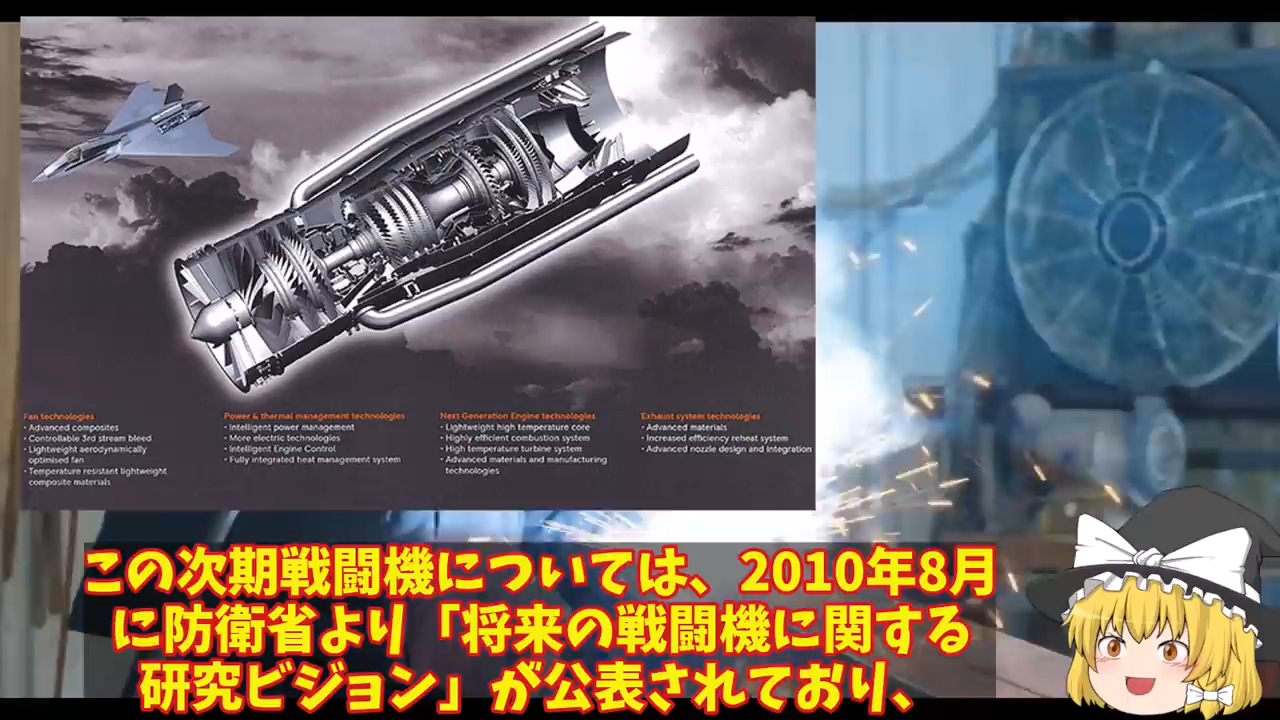 Fan technologies
• Advanced composites
• Controllable 3rd stream bleed
• Lightweight aerodynamically
optimised fan
• Temperature resistant lightweight
composite materials
Power & thermal management technologies
• Intelligent power management
• More electric technologies
• Intelligent Engine Control
• Fully integrated heat management system
Next Generation Engine technologies
• Lightweight high temperature core
• Highly efficient combustion system
• High temperature turbine system
• Advanced materials and manufacturing
technologies
Exhaust system technologies
• Advanced materials
• Increased efficiency reheat system
• Advanced nozzle design and integration
この次期戦闘機については、2010年8月
に防衛省より「将来の戦闘機に関する
研究ビジョン」が公表されており、